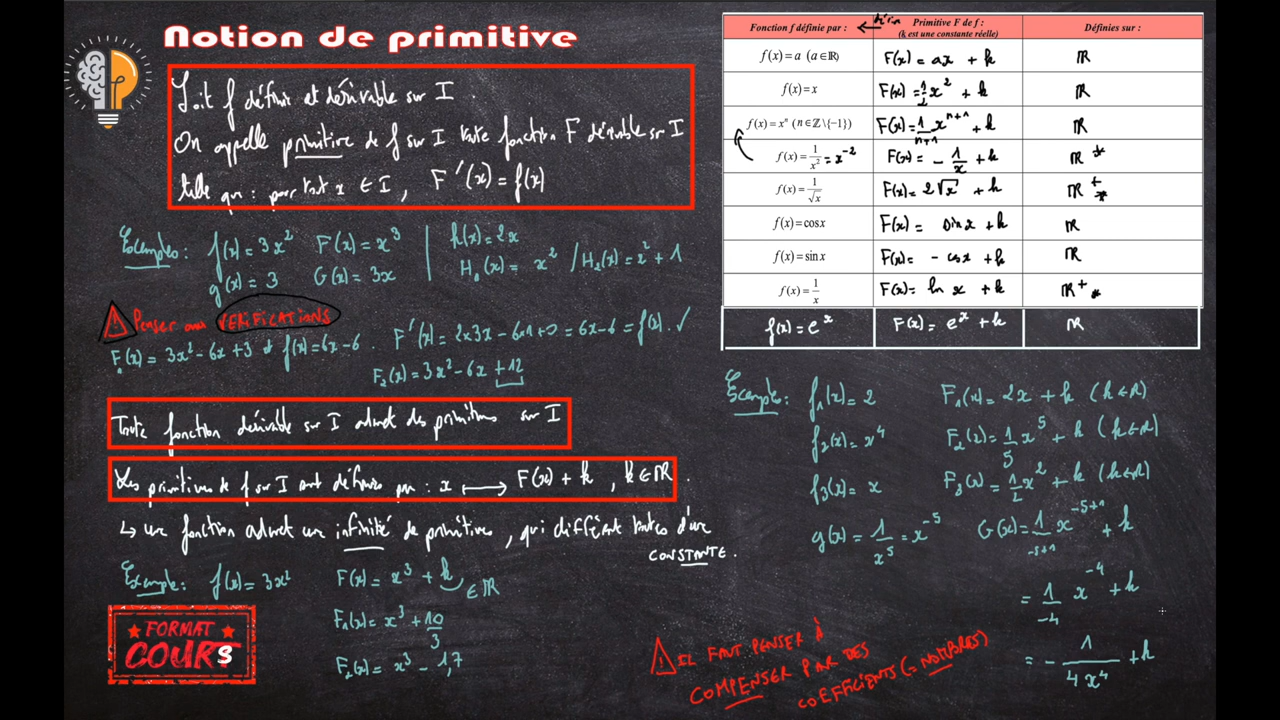 Notion de primitive
Soit f définie et dérivable sur I.
On appelle primitive de f sur I toute fonction F dérivable sur I
telle que : pour tout x ∈ I, F'(x) = f(x)
Exemples : f(x) = 3x² F(x) = x³
g(x) = 3 G(x) = 3x
h(x) = 2x
H₁(x) = x² / H₂(x) = x² + 1
Penser aux VÉRIFICATIONS
F₁(x) = 3x² - 6x + 3 et f(x) = 6x - 6. F'(x) = 2x3x - 6x1 + 0 = 6x - 6 = f(x). ✓
F₂(x) = 3x² - 6x + 12
Toute fonction dérivable sur I admet des primitives sur I
Les primitives de f sur I sont définies par : x ⟼ F(x) + k, k ∈ ℝ.
↳ une fonction admet une infinité de primitives, qui diffèrent toutes d'une
CONSTANTE.
Exemple : f(x) = 3x² F(x) = x³ + k ∈ ℝ
F₁(x) = x³ + 10/3
F₂(x) = x³ - 1,7
FORMAT
COURS
Fonction f définie par : Primitive F de f : Définies sur :
(k est une constante réelle)
f(x) = a (a∈ℝ) F(x) = ax + k ℝ
f(x) = x F(x) = 1/2 x² + k ℝ
f(x) = xⁿ (n∈ℤ\{-1}) F(x) = 1/(n+1) xⁿ⁺¹ + k ℝ
f(x) = 1/x² = x⁻² F(x) = - 1/x + k ℝ*
f(x) = 1/√x F(x) = 2√x + k ℝ⁺*
f(x) = cos x F(x) = sin x + k ℝ
f(x) = sin x F(x) = - cos x + k ℝ
f(x) = 1/x F(x) = ln x + k ℝ⁺*
f(x) = eˣ F(x) = eˣ + k ℝ
Exemples : f₁(x) = 2 F₁(x) = 2x + k (k∈ℝ)
f₂(x) = x⁴ F₂(x) = 1/5 x⁵ + k (k∈ℝ)
f₃(x) = x F₃(x) = 1/2 x² + k (k∈ℝ)
g(x) = 1/x⁵ = x⁻⁵ G(x) = 1/(-5+1) x⁻⁵⁺¹ + k
= 1/-4 x⁻⁴ + k
= - 1/4x⁴ + k
IL FAUT PENSER À
COMPENSER PAR DES
COEFFICIENTS (= NOMBRES)